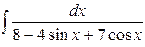 ∫ dx / (8 − 4 sin x + 7 cos x)